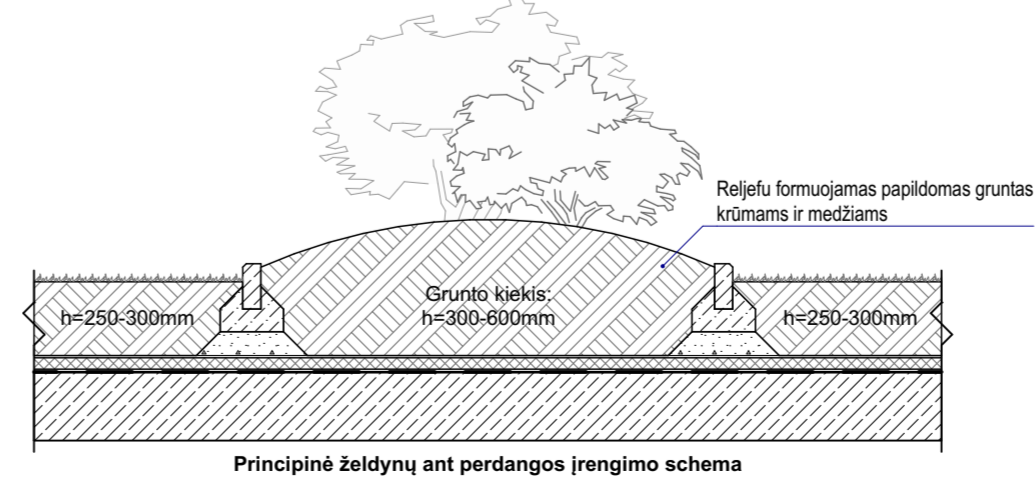 Reljefu formuojamas papildomas gruntas
krūmams ir medžiams
Grunto kiekis:
h=250-300mm
h=300-600mm
h=250-300mm
Principinė želdynų ant perdangos įrengimo schema